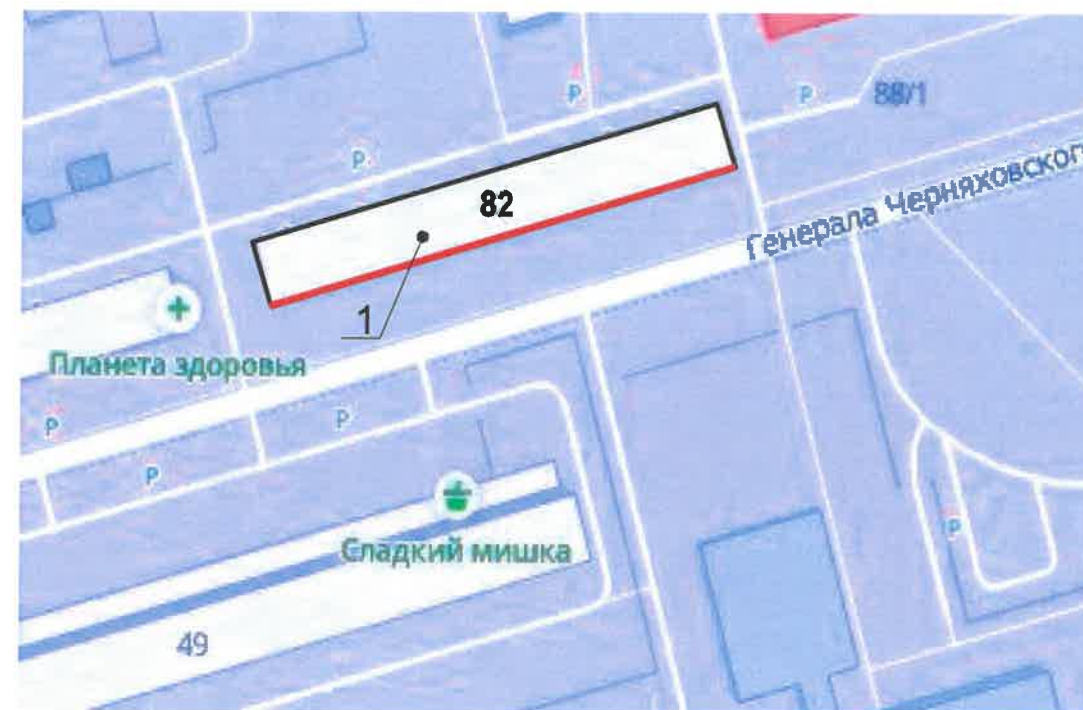 P
88/1
P
P
82
Генерала Черняховского
1
Планета здоровья
P
P
P
Сладкий мишка
P
49